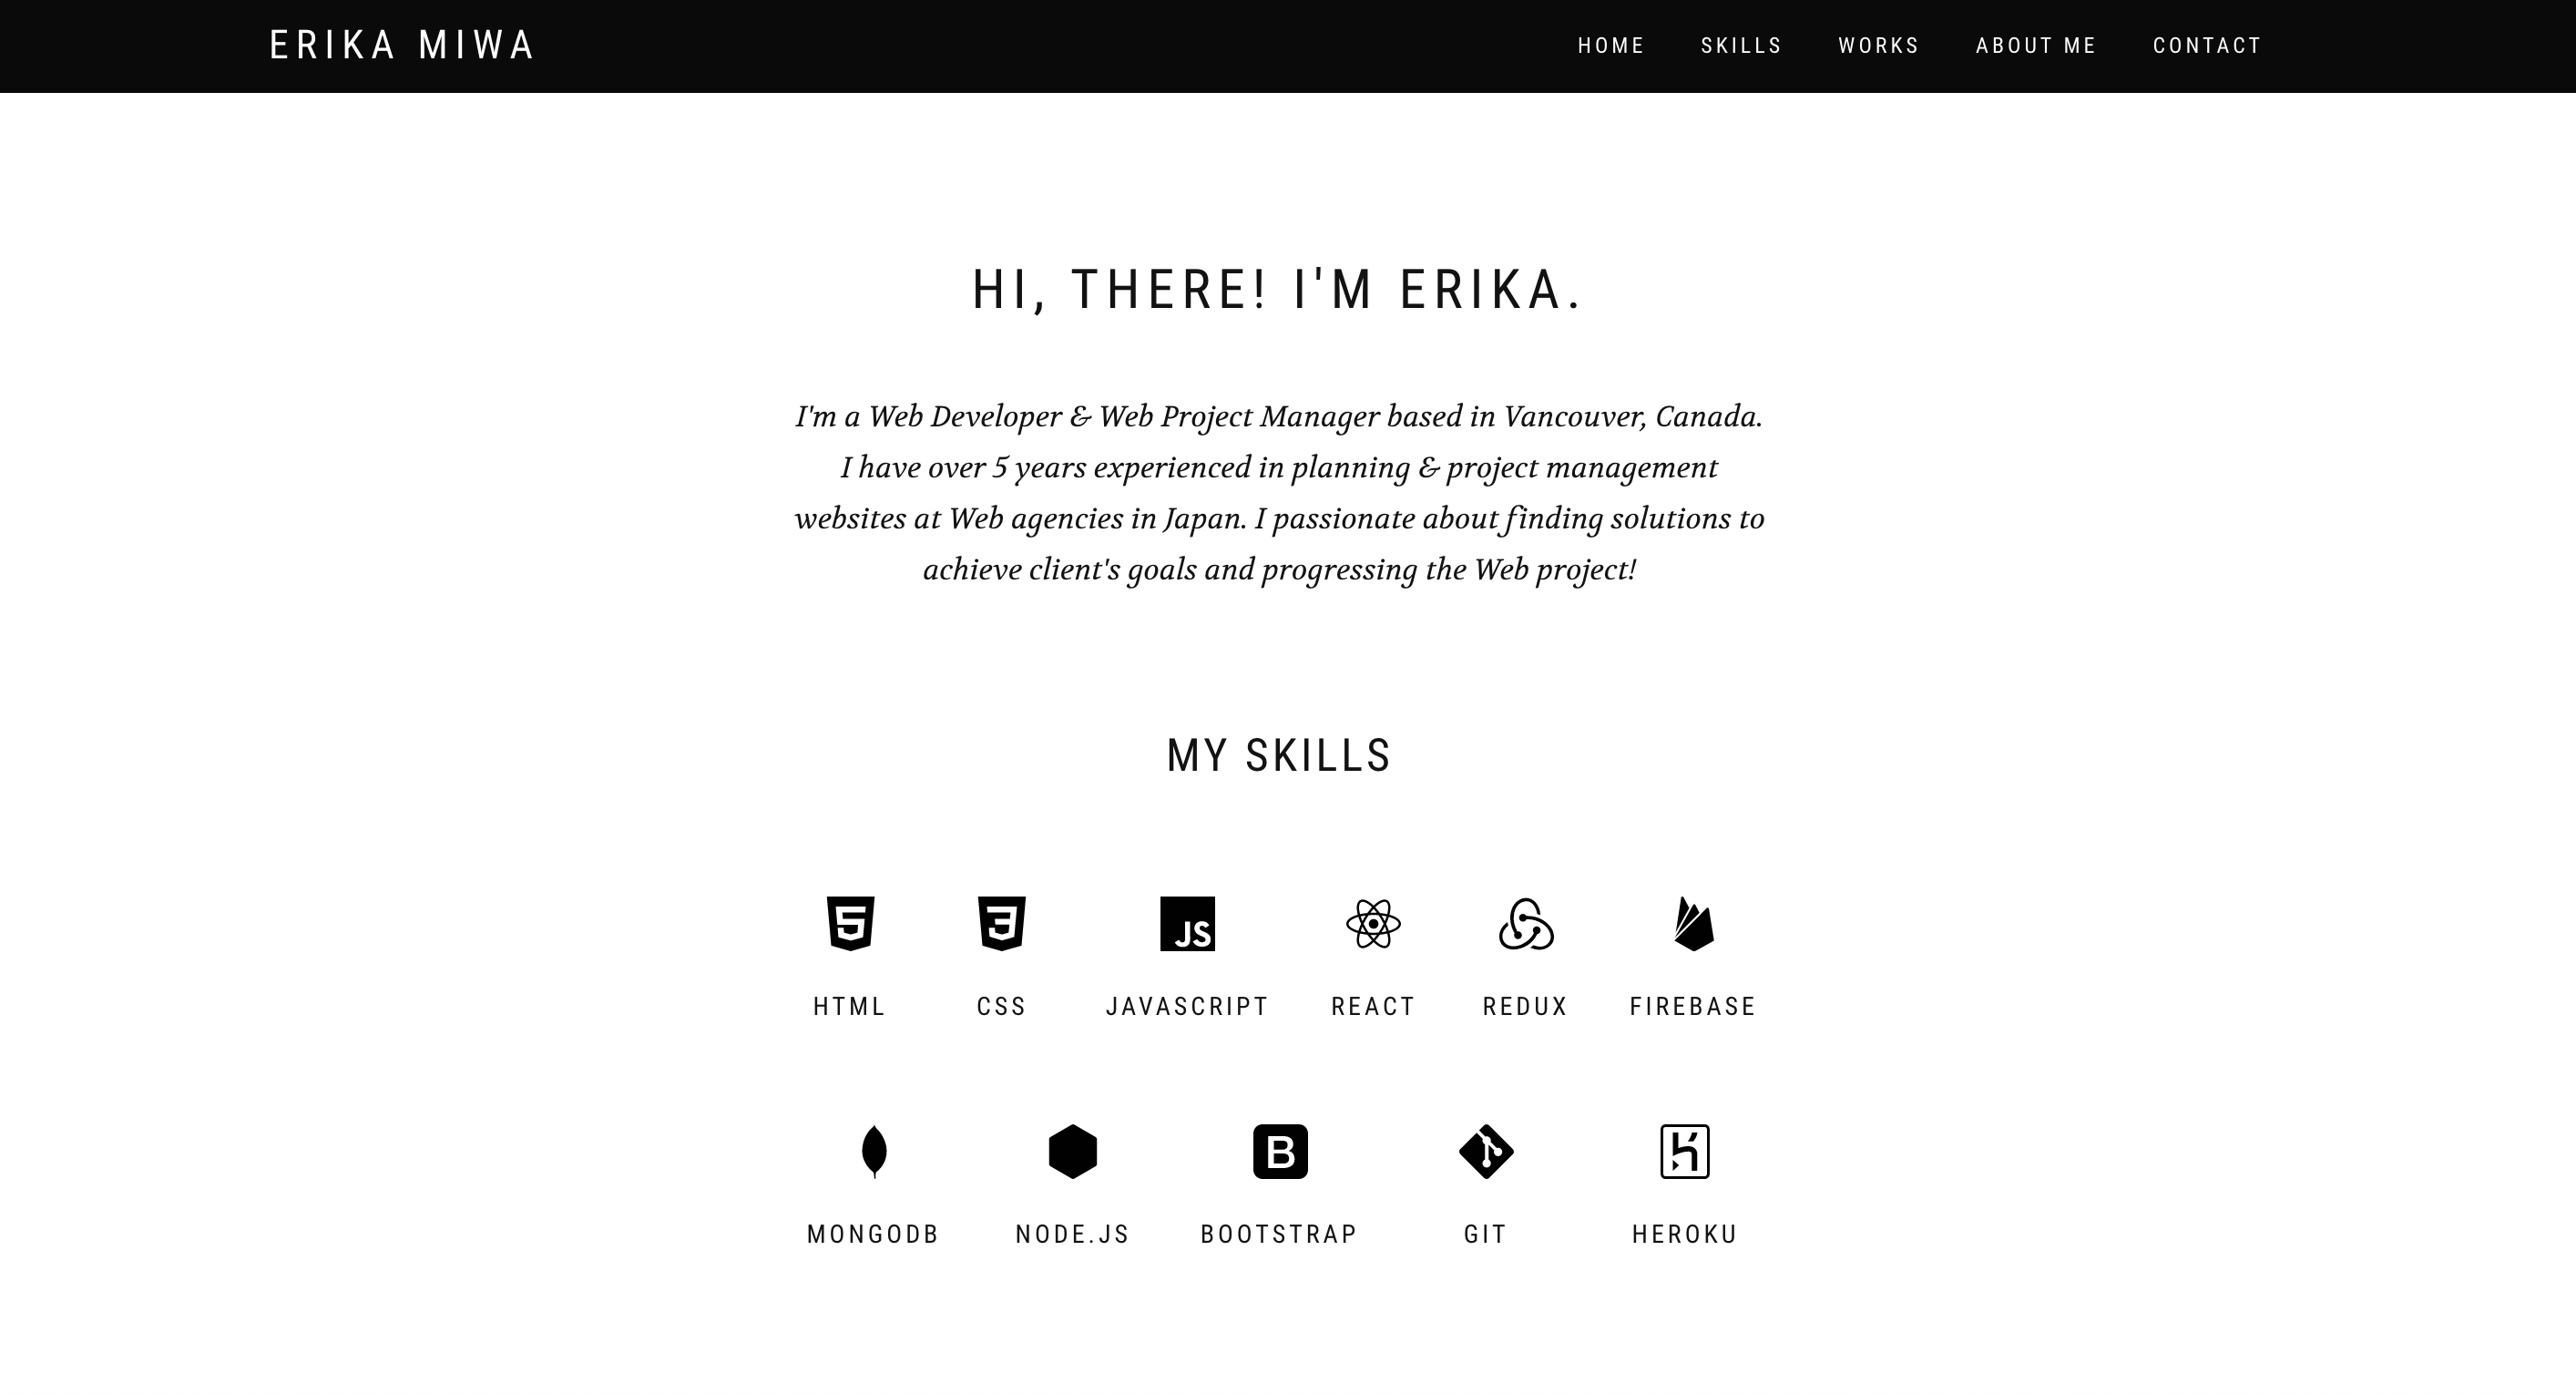 ERIKA MIWA
HOME SKILLS WORKS ABOUT ME CONTACT
HI, THERE! I'M ERIKA.
I'm a Web Developer & Web Project Manager based in Vancouver, Canada.
I have over 5 years experienced in planning & project management
websites at Web agencies in Japan. I passionate about finding solutions to
achieve client's goals and progressing the Web project!
MY SKILLS
5 3 JS
HTML CSS JAVASCRIPT REACT REDUX FIREBASE
B
MONGODB NODE.JS BOOTSTRAP GIT HEROKU